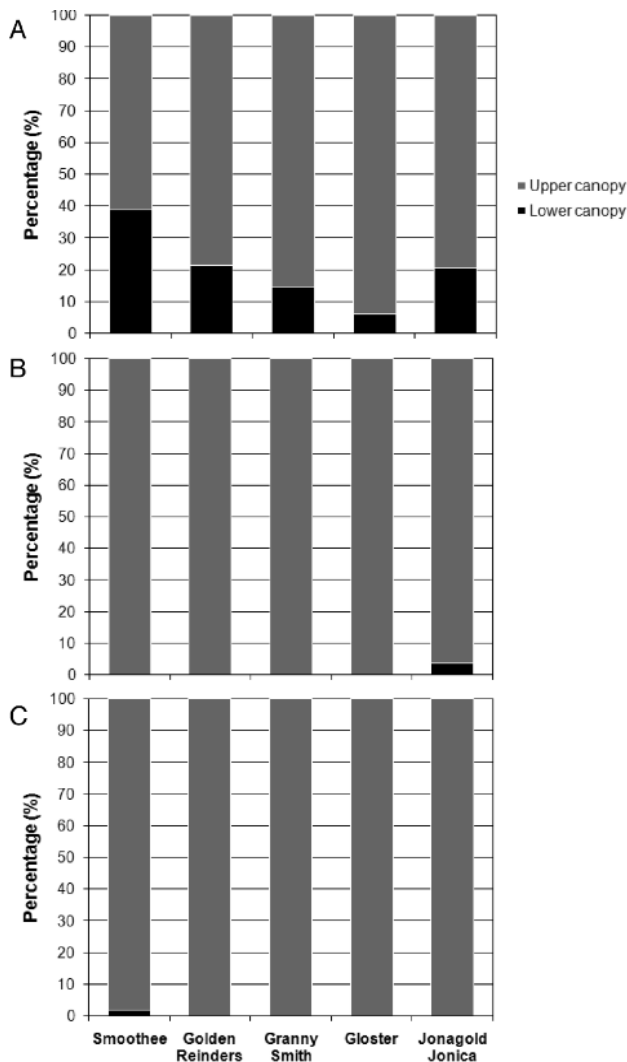 A
Percentage (%)
100
90
80
70
60
50
40
30
20
10
0
Upper canopy
Lower canopy
B
Percentage (%)
100
90
80
70
60
50
40
30
20
10
0
C
Percentage (%)
100
90
80
70
60
50
40
30
20
10
0
Smoothee
Golden
Reinders
Granny
Smith
Gloster
Jonagold
Jonica